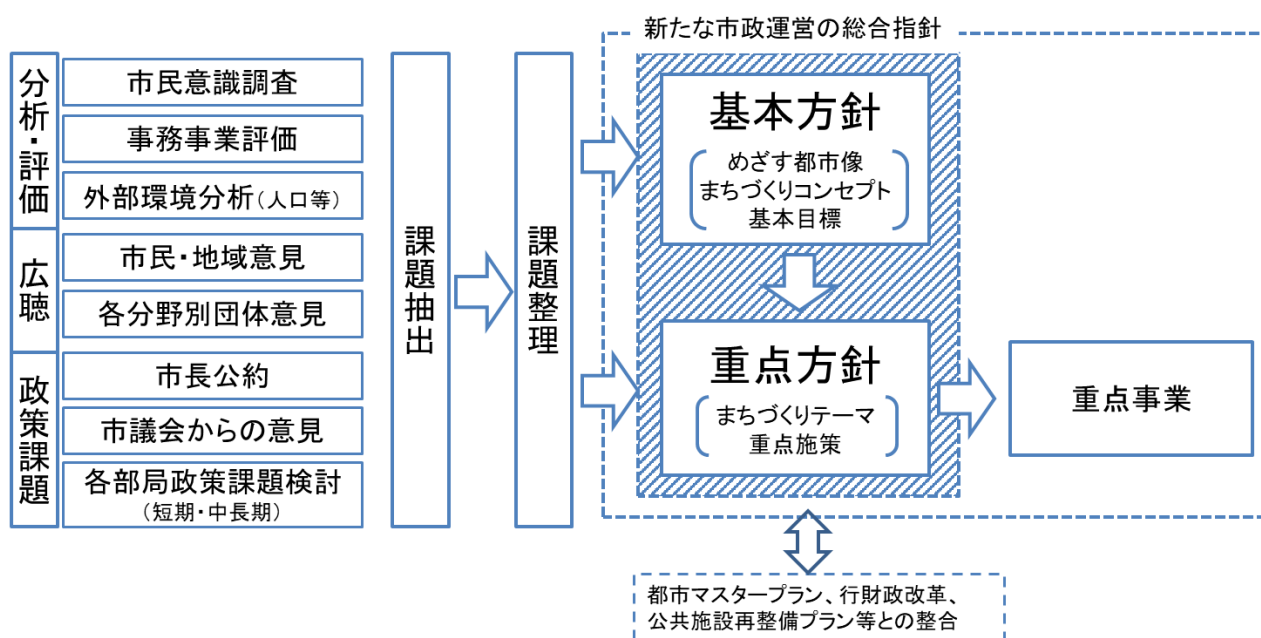 新たな市政運営の総合指針
分析・評価
市民意識調査
事務事業評価
外部環境分析(人口等)
広聴
市民・地域意見
各分野別団体意見
政策課題
市長公約
市議会からの意見
各部局政策課題検討
(短期・中長期)
課題抽出
課題整理
基本方針
めざす都市像
まちづくりコンセプト
基本目標
重点方針
まちづくりテーマ
重点施策
重点事業
都市マスタープラン、行財政改革、
公共施設再整備プラン等との整合